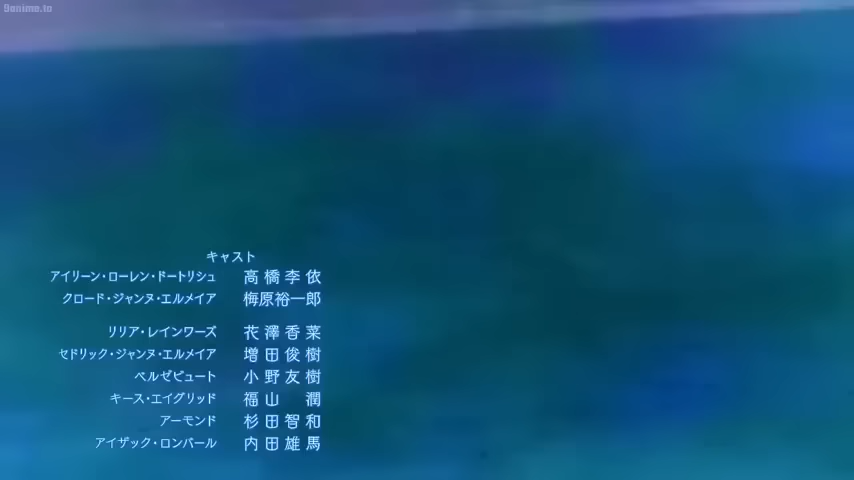 9anime.to
キャスト
アイリーン・ローレン・ドートリシュ 高橋李依
クロード・ジャンヌ・エルメイア 梅原裕一郎
リリア・レインワーズ 花澤香菜
セドリック・ジャンヌ・エルメイア 増田俊樹
ベルゼビュート 小野友樹
キース・エイグリッド 福山 潤
アーモンド 杉田智和
アイザック・ロンバール 内田雄馬